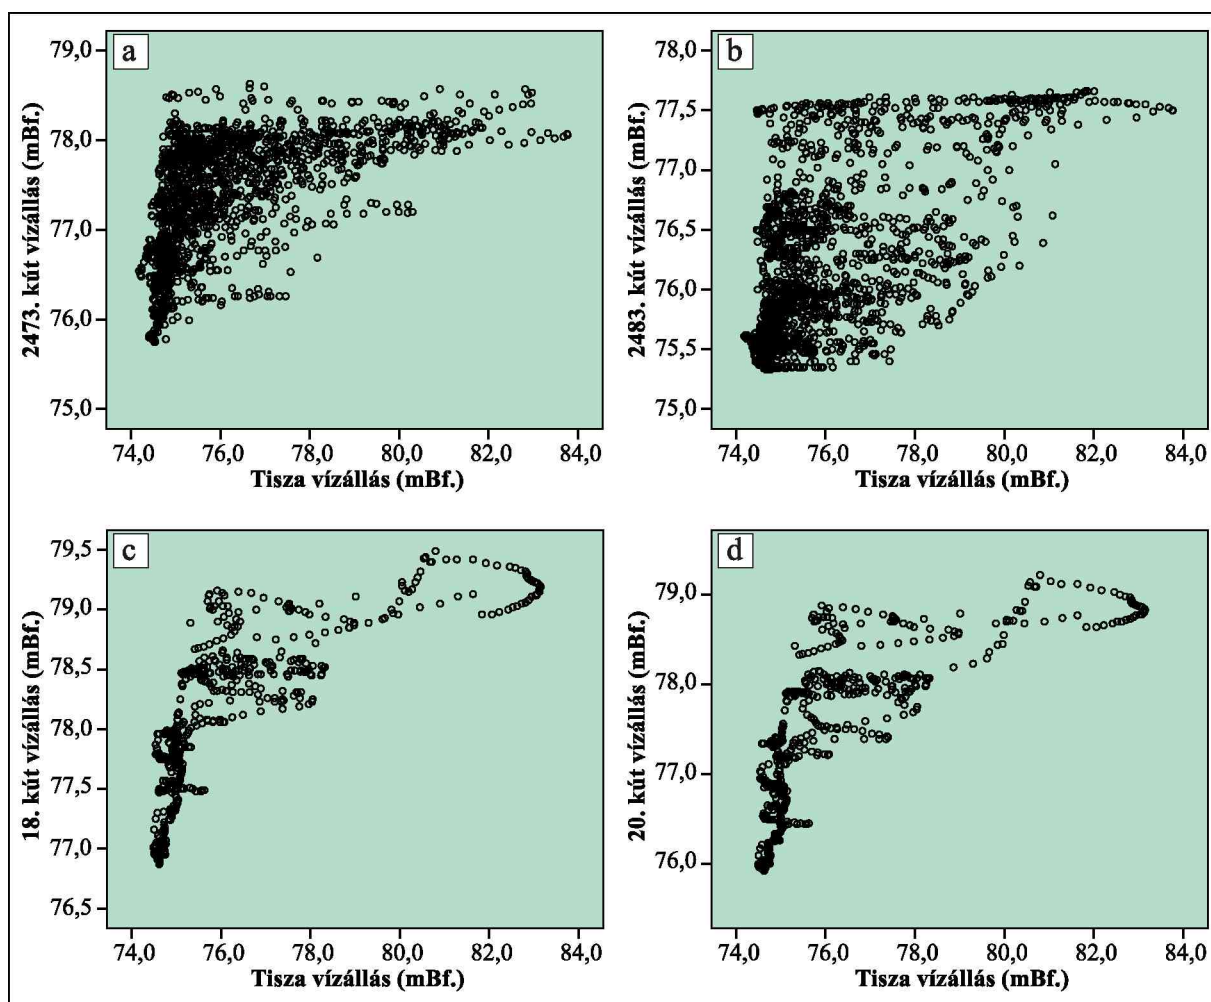 a
79,0
78,0
77,0
76,0
75,0
2473. kút vízállás (mBf.)
74,0 76,0 78,0 80,0 82,0 84,0
Tisza vízállás (mBf.)
b
78,0
77,5
77,0
76,5
76,0
75,5
75,0
2483. kút vízállás (mBf.)
74,0 76,0 78,0 80,0 82,0 84,0
Tisza vízállás (mBf.)
c
79,5
79,0
78,5
78,0
77,5
77,0
76,5
18. kút vízállás (mBf.)
74,0 76,0 78,0 80,0 82,0 84,0
Tisza vízállás (mBf.)
d
79,0
78,0
77,0
76,0
20. kút vízállás (mBf.)
74,0 76,0 78,0 80,0 82,0 84,0
Tisza vízállás (mBf.)